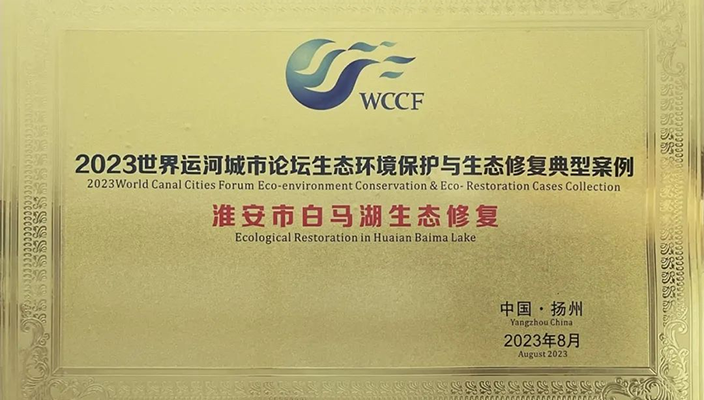 WCCF
2023世界运河城市论坛生态环境保护与生态修复典型案例
2023World Canal Cities Forum Eco-environment Conservation & Eco- Restoration Cases Collection
淮安市白马湖生态修复
Ecological Restoration in Huaian Baima Lake
中国·扬州
Yangzhou China
2023年8月
August 2023